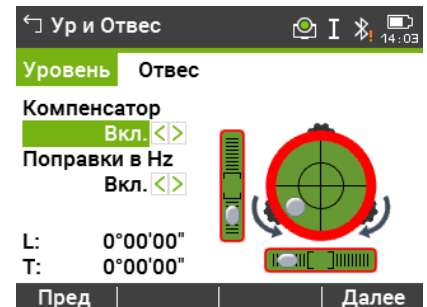 Ур и Отвес
14:03
Уровень Отвес
Компенсатор
Вкл.
Поправки в Hz
Вкл.
L: 0°00'00"
T: 0°00'00"
Пред Далее